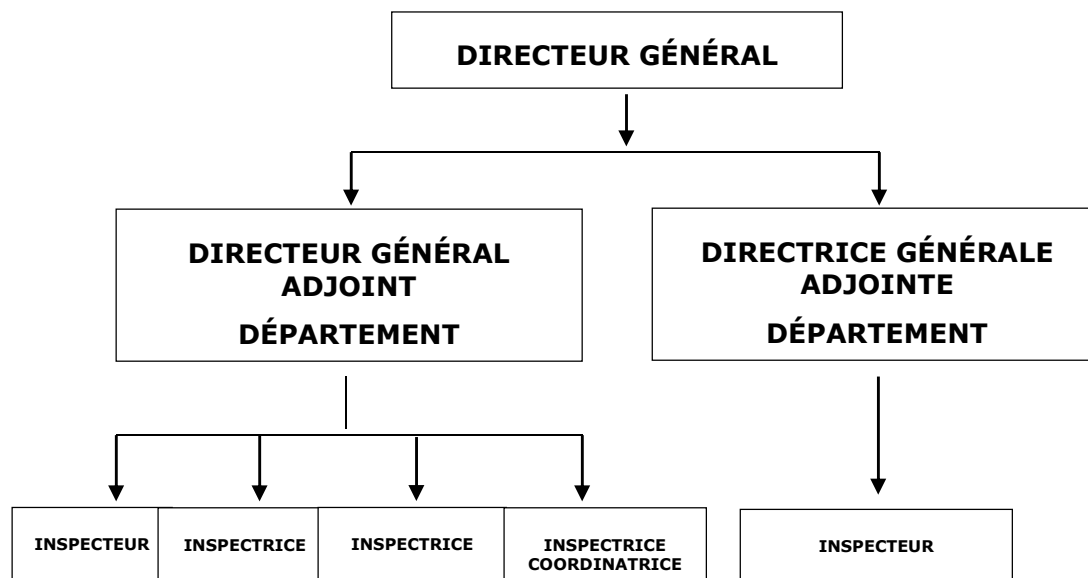 DIRECTEUR GÉNÉRAL
DIRECTEUR GÉNÉRAL
ADJOINT
DÉPARTEMENT
DIRECTRICE GÉNÉRALE
ADJOINTE
DÉPARTEMENT
INSPECTEUR
INSPECTRICE
INSPECTRICE
INSPECTRICE
COORDINATRICE
INSPECTEUR